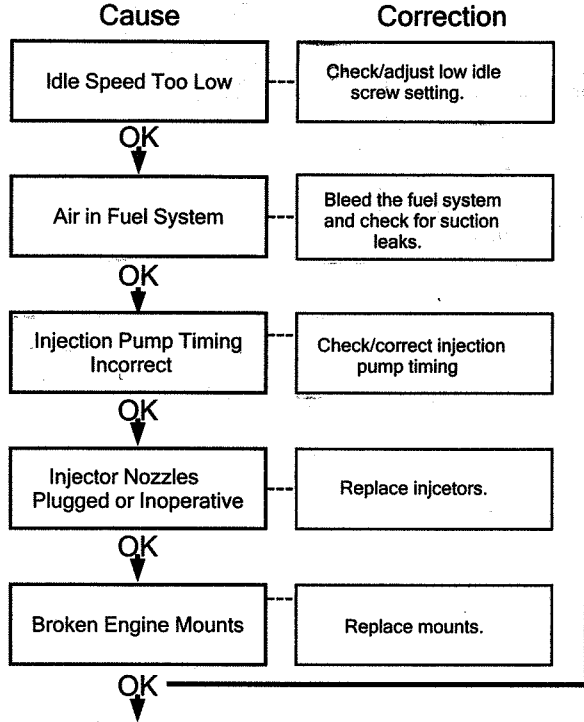 Cause
Correction
Idle Speed Too Low
Check/adjust low idle
screw setting.
OK
Air in Fuel System
Bleed the fuel system
and check for suction
leaks.
OK
Injection Pump Timing
Incorrect
Check/correct injection
pump timing
OK
Injector Nozzles
Plugged or Inoperative
Replace injcetors.
OK
Broken Engine Mounts
Replace mounts.
OK